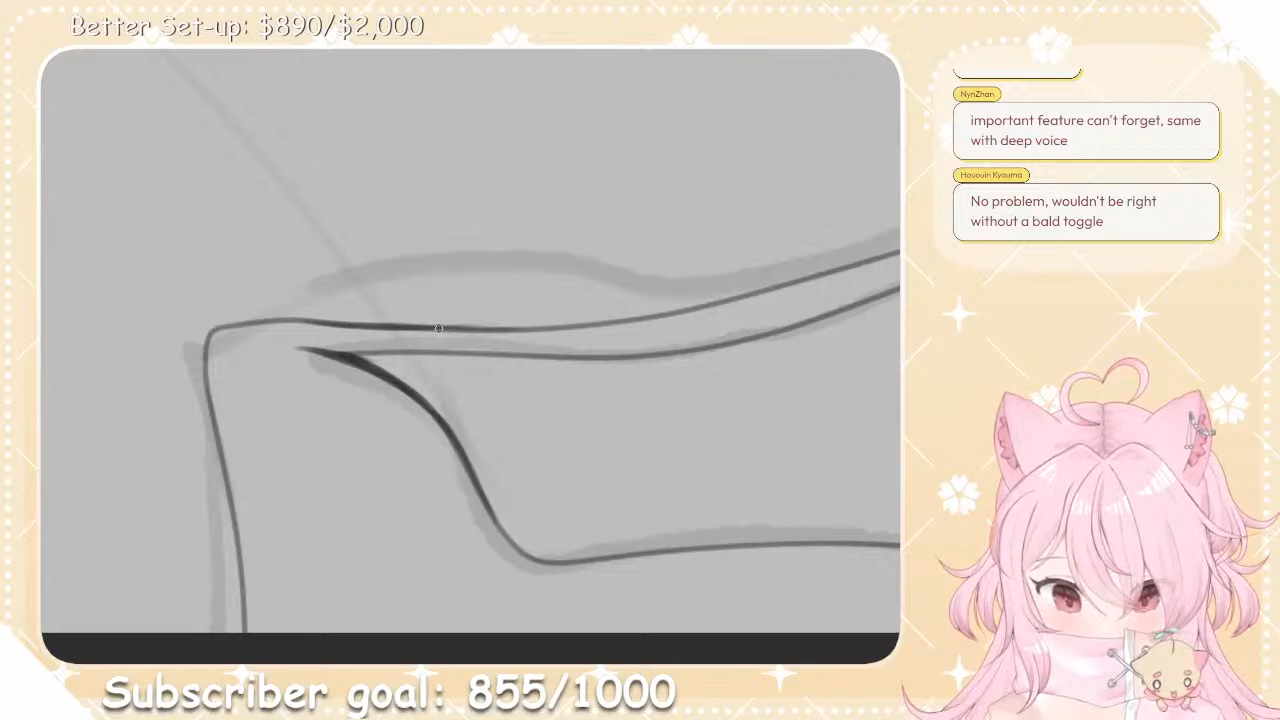 Better Set-up: $890/$2,000
NynZhan
important feature can't forget, same
with deep voice
Hououin Kyouma
No problem, wouldn't be right
without a bald toggle
Subscriber goal: 855/1000